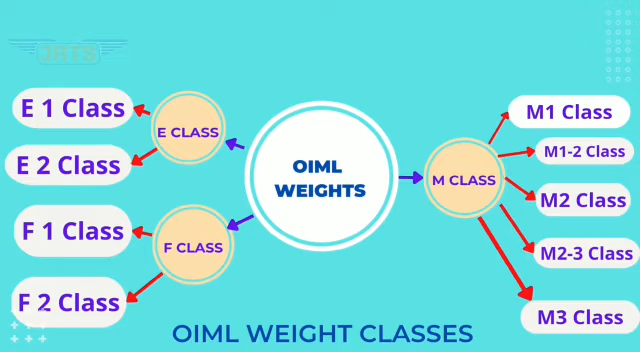 JRTS
E 1 Class
E 2 Class
E CLASS
F 1 Class
F 2 Class
F CLASS
OIML
WEIGHTS
M CLASS
M1 Class
M1-2 Class
M2 Class
M2-3 Class
M3 Class
OIML WEIGHT CLASSES